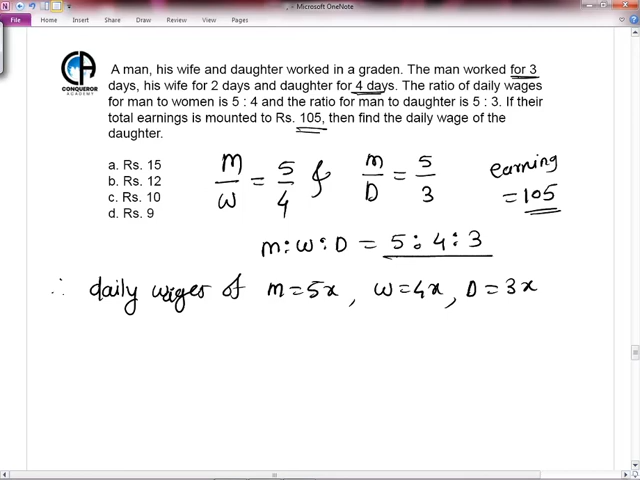 , - Microsoft OneNote
File Home Insert Share Draw Review View
A man, his wife and daughter worked in a graden. The man worked for 3
days, his wife for 2 days and daughter for 4 days. The ratio of daily wages
for man to women is 5 : 4 and the ratio for man to daughter is 5 : 3. If their
total earnings is mounted to Rs. 105, then find the daily wage of the
daughter.
CONQUEROR
ACADEMY
a. Rs. 15
b. Rs. 12
c. Rs. 10
d. Rs. 9
M/W = 5/4 & M/D = 5/3
earning
= 105
M : W : D = 5 : 4 : 3
∴ daily wiges of M = 5x , W = 4x , D = 3x